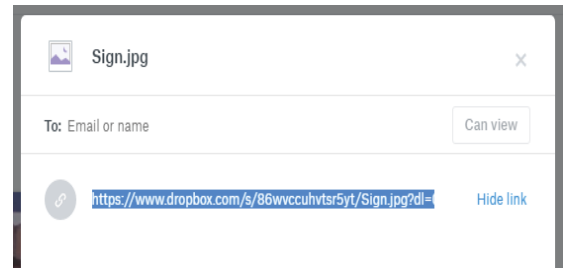 Sign.jpg
To: Email or name
Can view
https://www.dropbox.com/s/86wvccuhvtsr5yt/Sign.jpg?dl=
Hide link